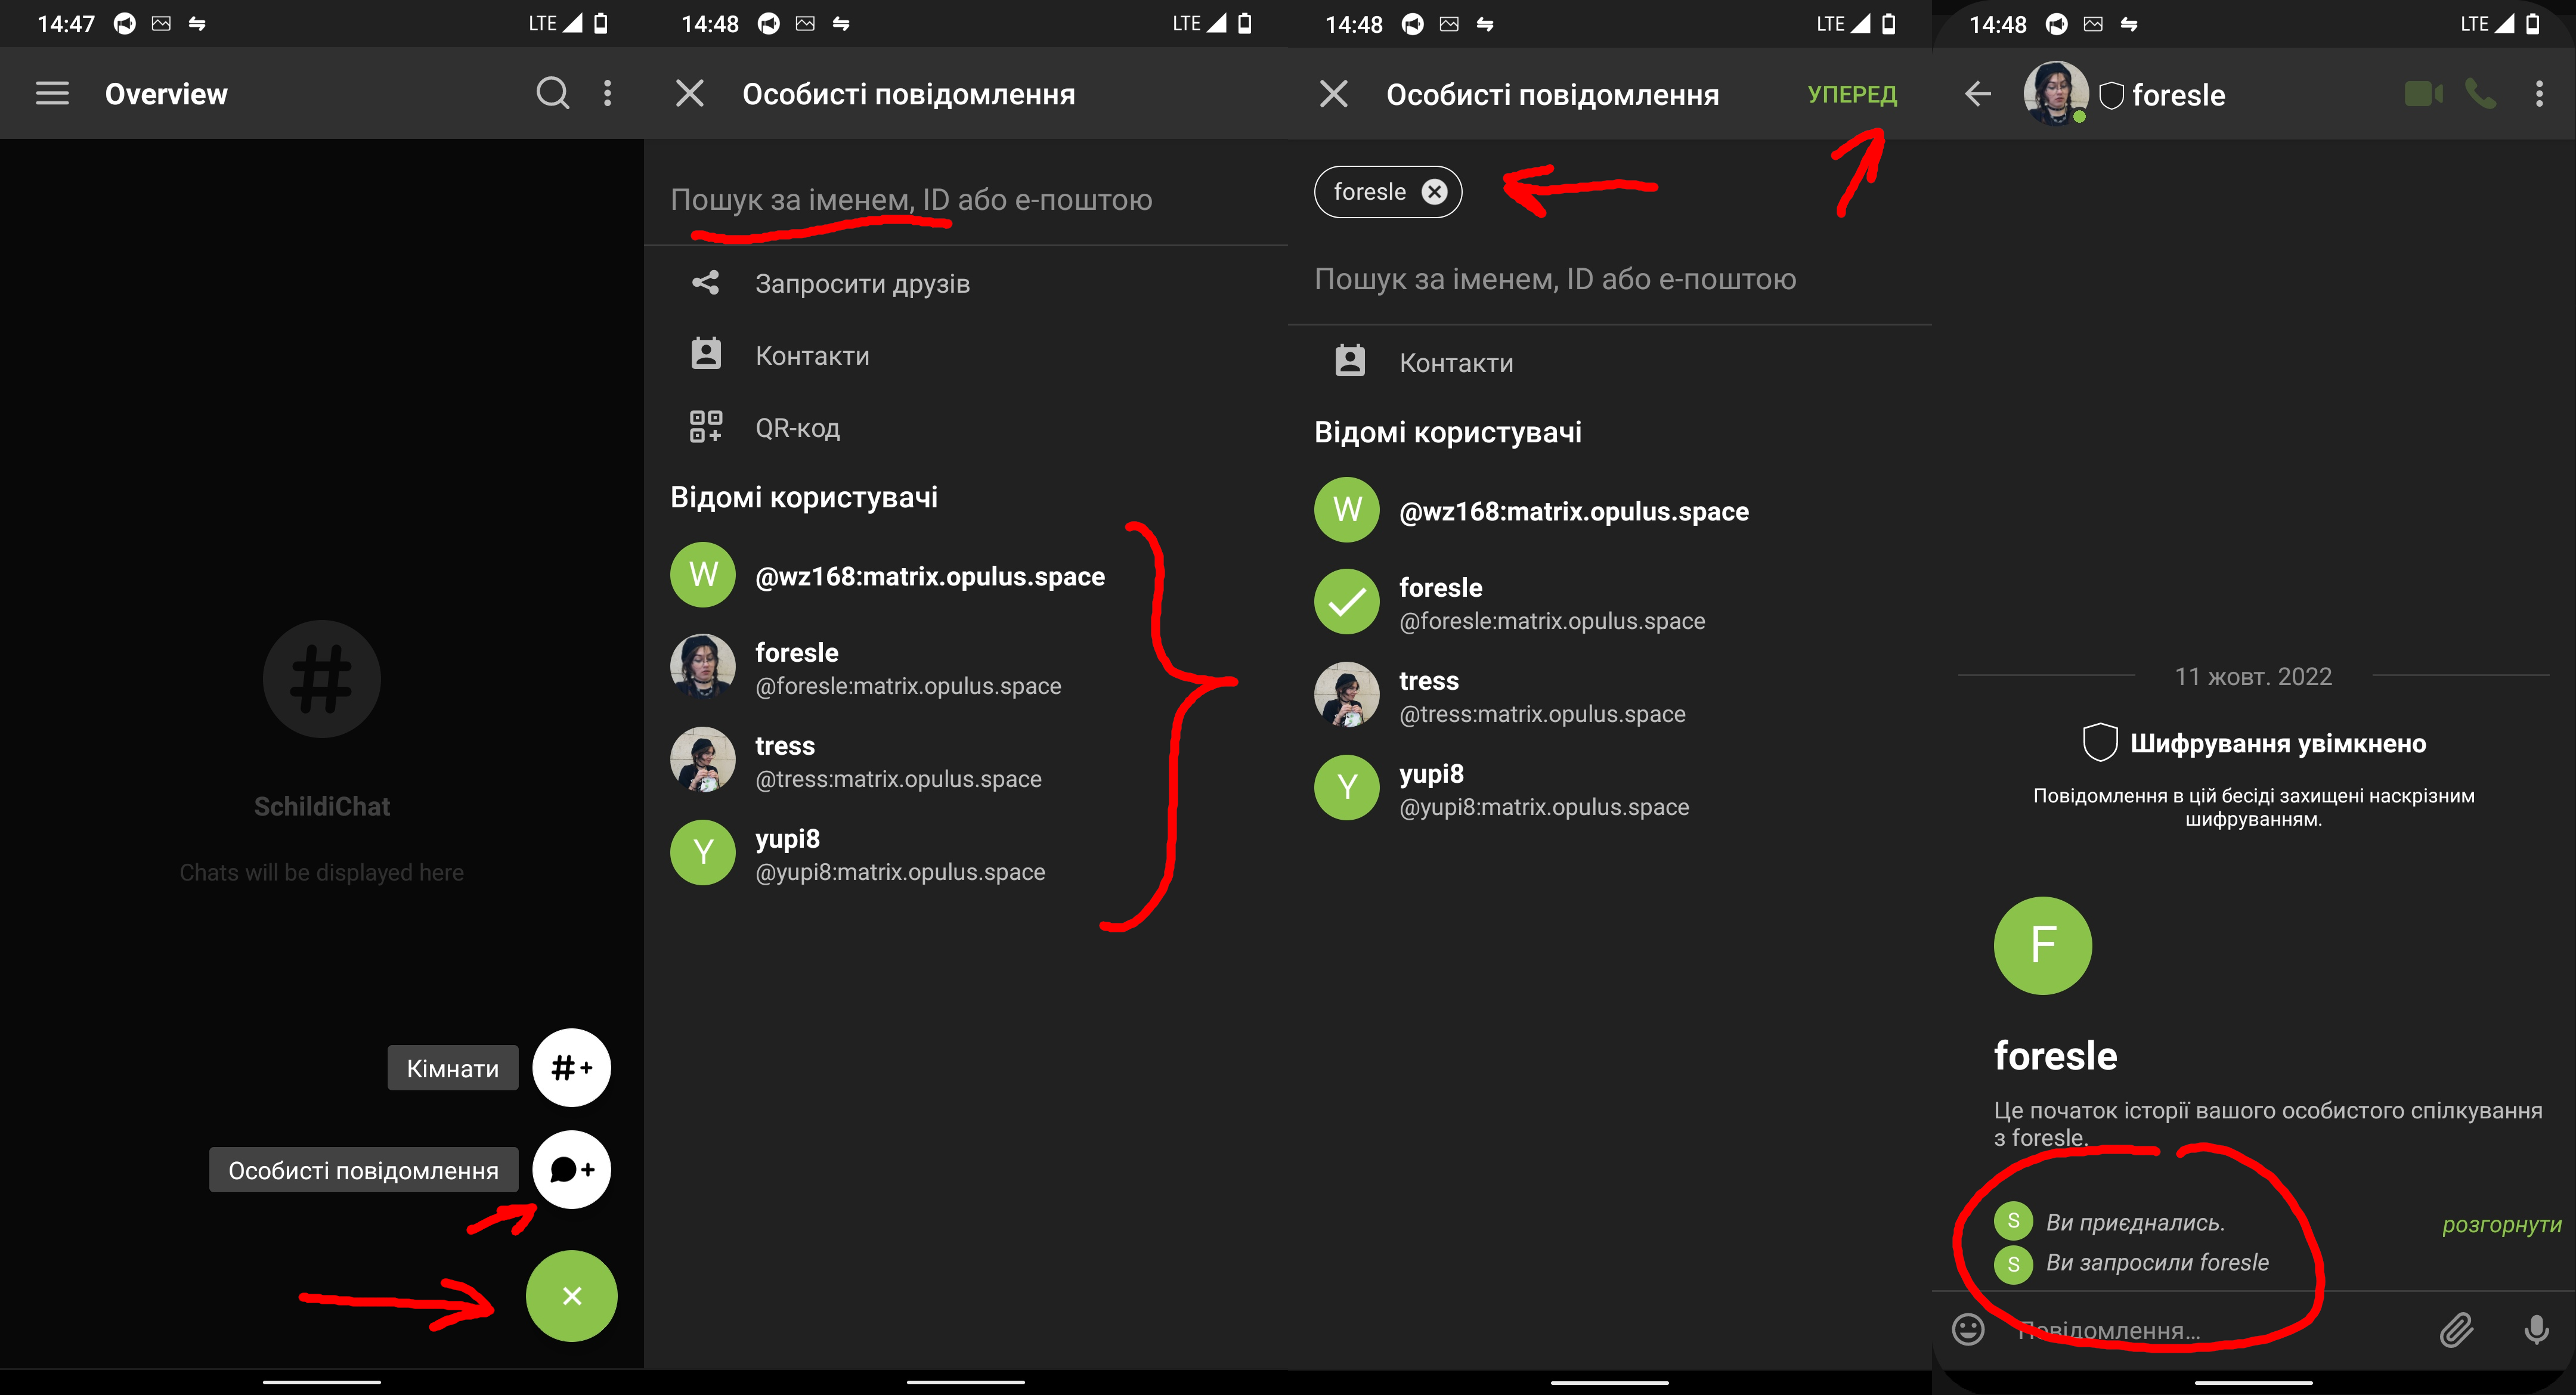 14:47
LTE
Overview
SchildiChat
Chats will be displayed here
Кімнати
#+
Особисті повідомлення
14:48
LTE
Особисті повідомлення
Пошук за іменем, ID або е-поштою
Запросити друзів
Контакти
QR-код
Відомі користувачі
W
@wz168:matrix.opulus.space
foresle
@foresle:matrix.opulus.space
tress
@tress:matrix.opulus.space
Y
yupi8
@yupi8:matrix.opulus.space
14:48
LTE
Особисті повідомлення
УПЕРЕД
foresle
Пошук за іменем, ID або е-поштою
Контакти
Відомі користувачі
W
@wz168:matrix.opulus.space
foresle
@foresle:matrix.opulus.space
tress
@tress:matrix.opulus.space
Y
yupi8
@yupi8:matrix.opulus.space
14:48
LTE
foresle
11 жовт. 2022
Шифрування увімкнено
Повідомлення в цій бесіді захищені наскрізним
шифруванням.
F
foresle
Це початок історії вашого особистого спілкування
з foresle.
S
Ви приєднались.
розгорнути
S
Ви запросили foresle
Повідомлення…